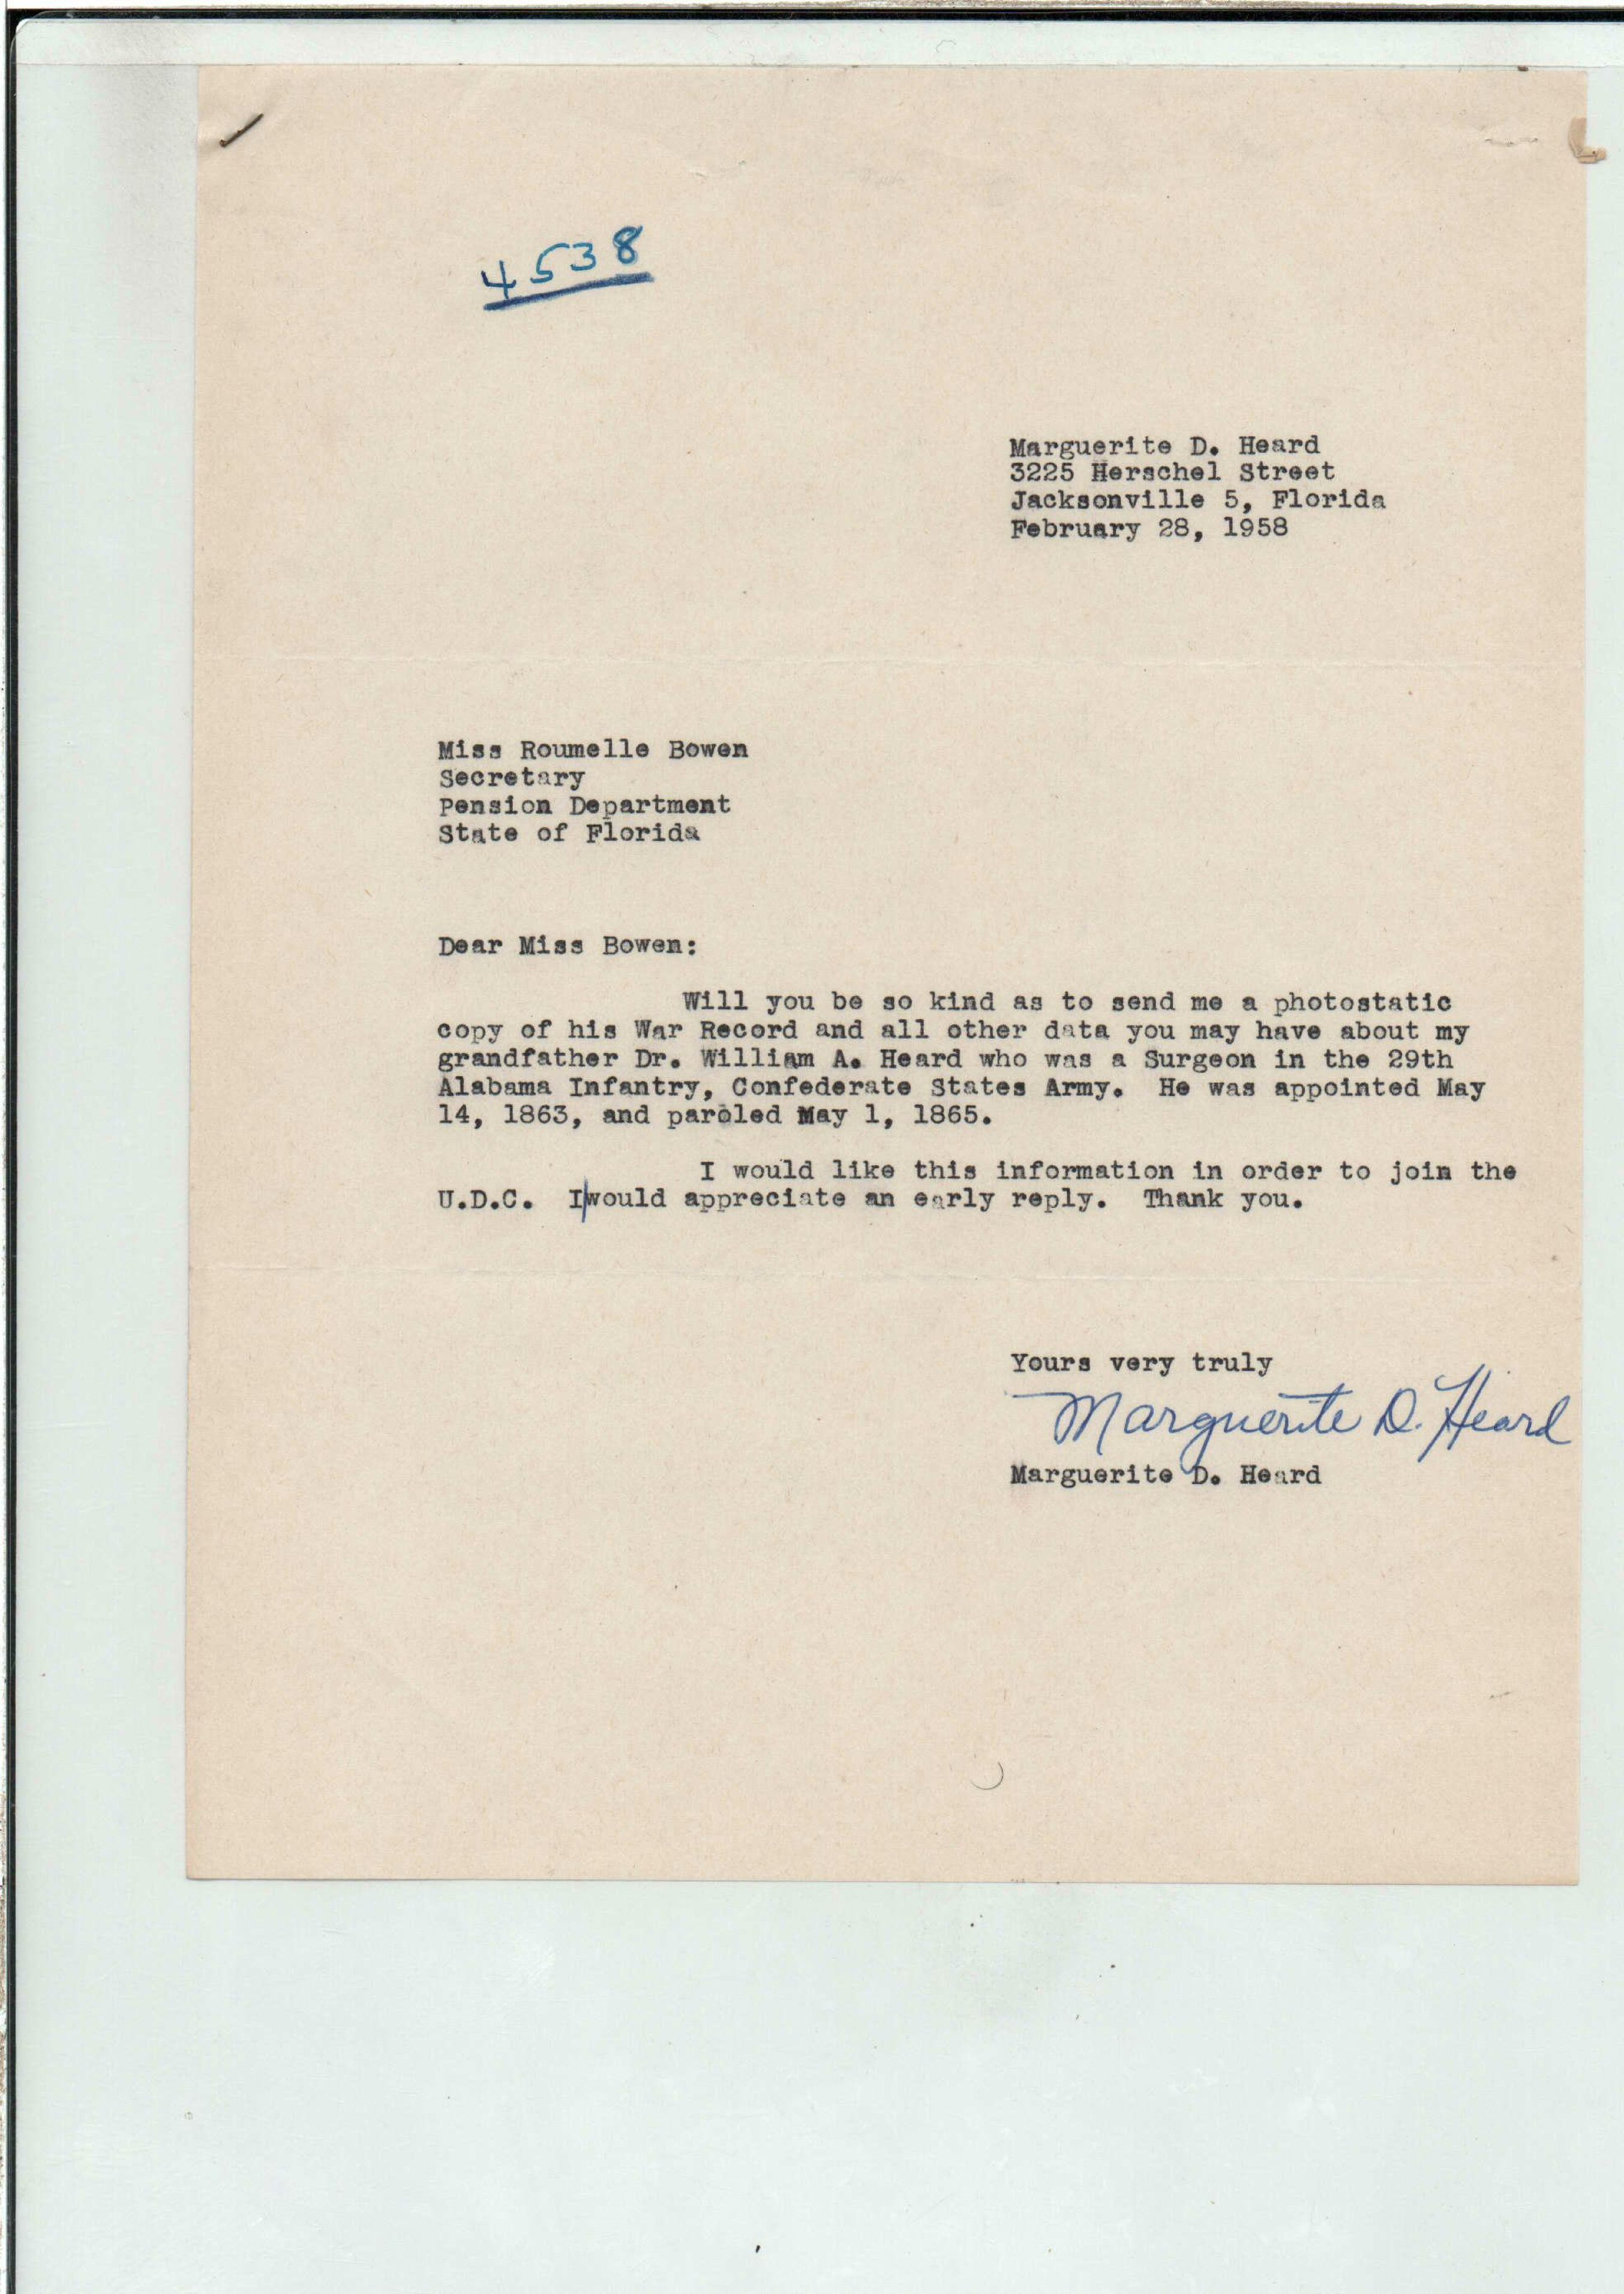 4538
Marguerite D. Heard
3225 Herschel Street
Jacksonville 5, Florida
February 28, 1958
Miss Roumelle Bowen
Secretary
Pension Department
State of Florida
Dear Miss Bowen:
Will you be so kind as to send me a photostatic
copy of his War Record and all other data you may have about my
grandfather Dr. William A. Heard who was a Surgeon in the 29th
Alabama Infantry, Confederate States Army. He was appointed May
14, 1863, and paroled May 1, 1865.
I would like this information in order to join the
U.D.C. I/would appreciate an early reply. Thank you.
Yours very truly
Marguerite D. Heard
Marguerite D. Heard